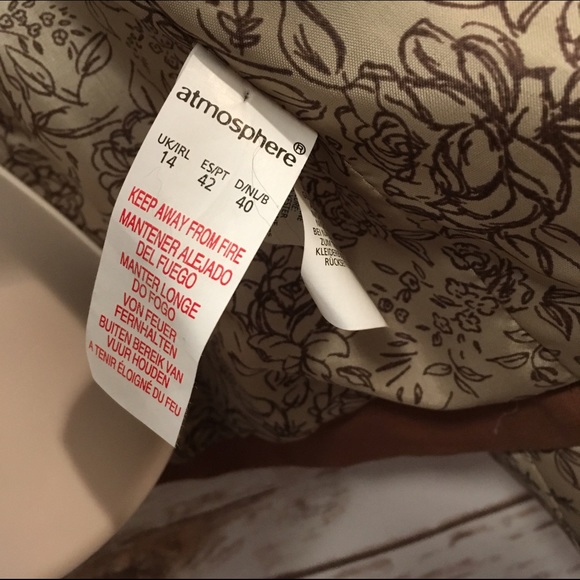 atmosphere®
UK/IRL ES/PT D/NL/B
14 42 40
KEEP AWAY FROM FIRE
MANTENER ALEJADO
DEL FUEGO
MANTER LONGE
DO FOGO
VON FEUER
FERNHALTEN
BUITEN BEREIK VAN
VUUR HOUDEN
A TENIR ÉLOIGNÉ DU FEU